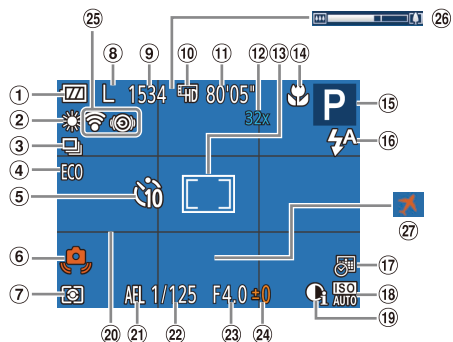 ㉕ ⑧ ⑨ ⑩ ⑪ ⑫ ⑬ ⑭ ㉖
① L 1534 HD 80'05" P ⑮
② 32x
③ ⚡A ⑯
④ ECO
⑤ 10
㉗
⑥ ⑰
⑦ AEL 1/125 F4.0 ±0 i ISO AUTO ⑱
⑳ ㉑ ㉒ ㉓ ㉔ ⑲